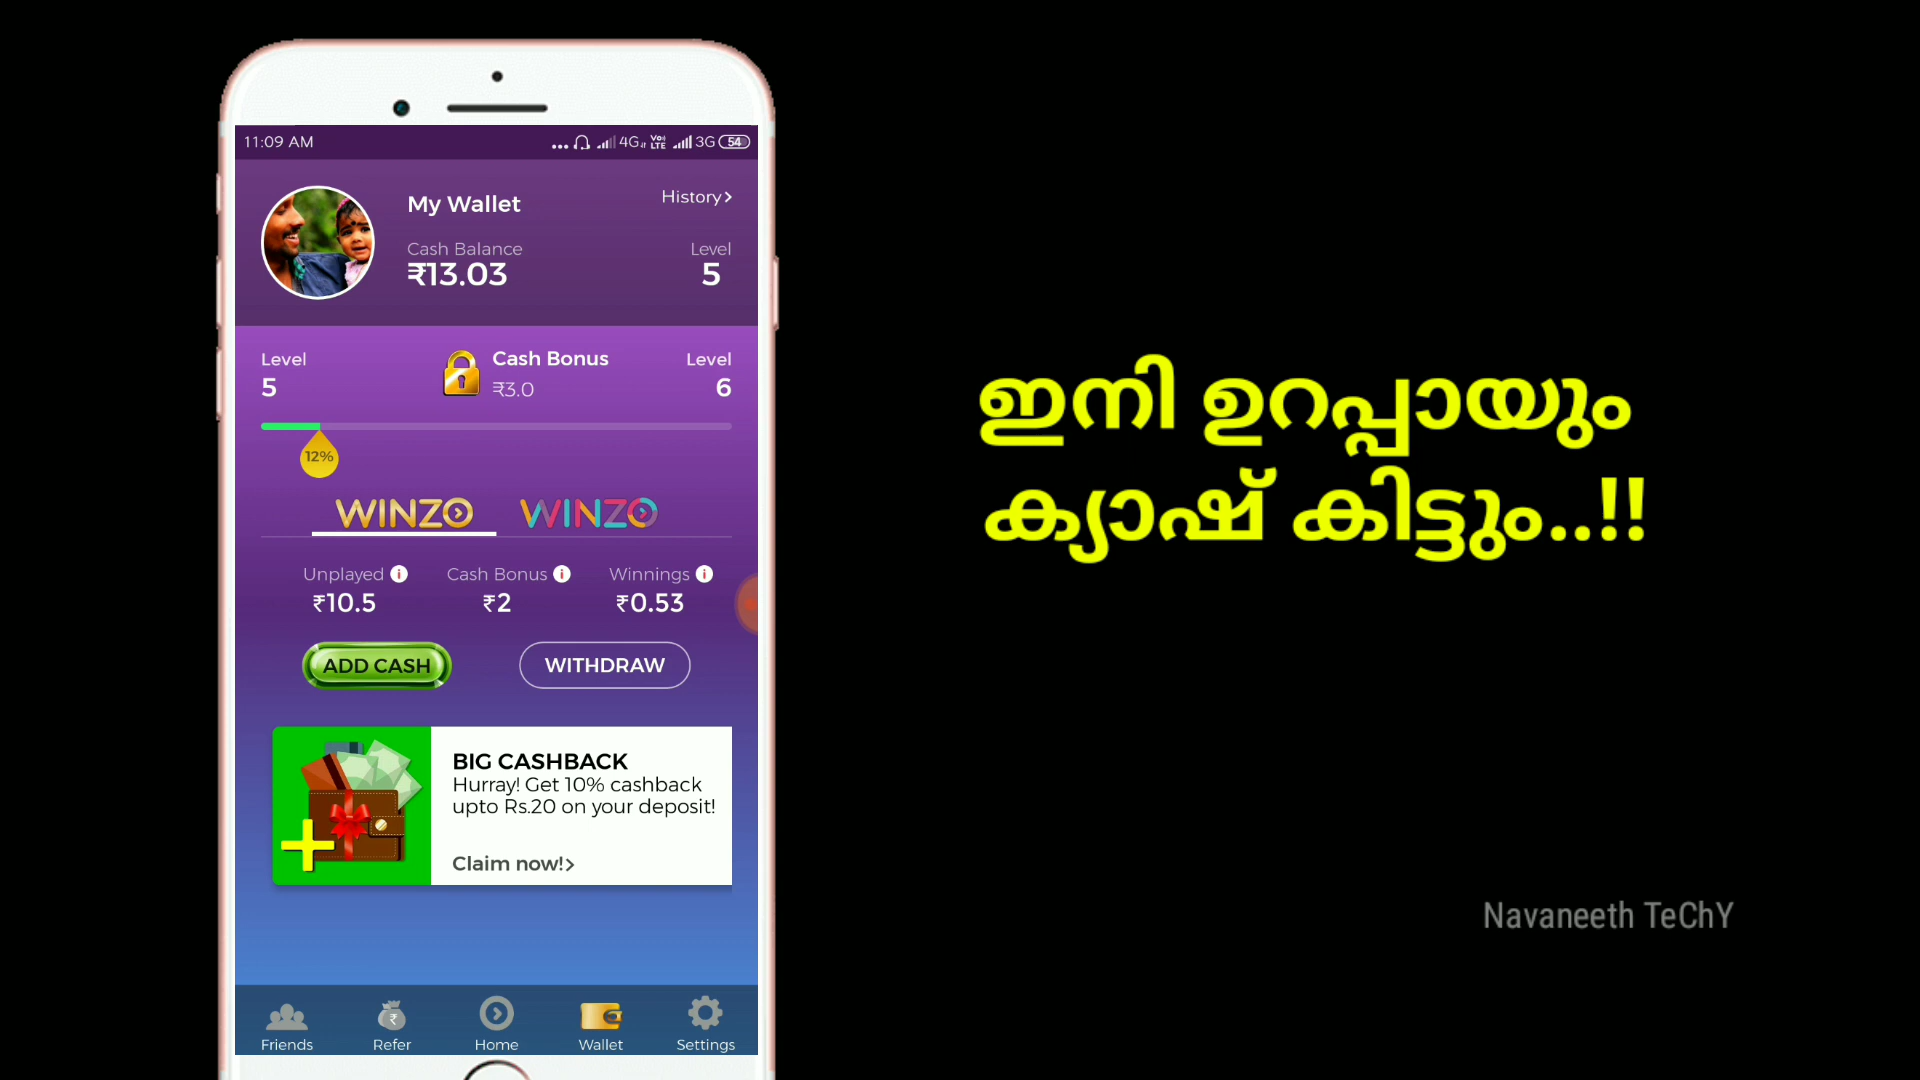 11:09 AM
4G VoLTE 3G 54
My Wallet
History
Cash Balance
Level
₹13.03
5
Level
Cash Bonus
Level
5
₹3.0
6
12%
WINZO WINZO
Unplayed i Cash Bonus i Winnings i
₹10.5 ₹2 ₹0.53
ADD CASH WITHDRAW
BIG CASHBACK
Hurray! Get 10% cashback
upto Rs.20 on your deposit!
Claim now!
Friends Refer Home Wallet Settings
ഇനി ഉറപ്പായും
ക്യാഷ് കിട്ടും..!!
Navaneeth TeChY